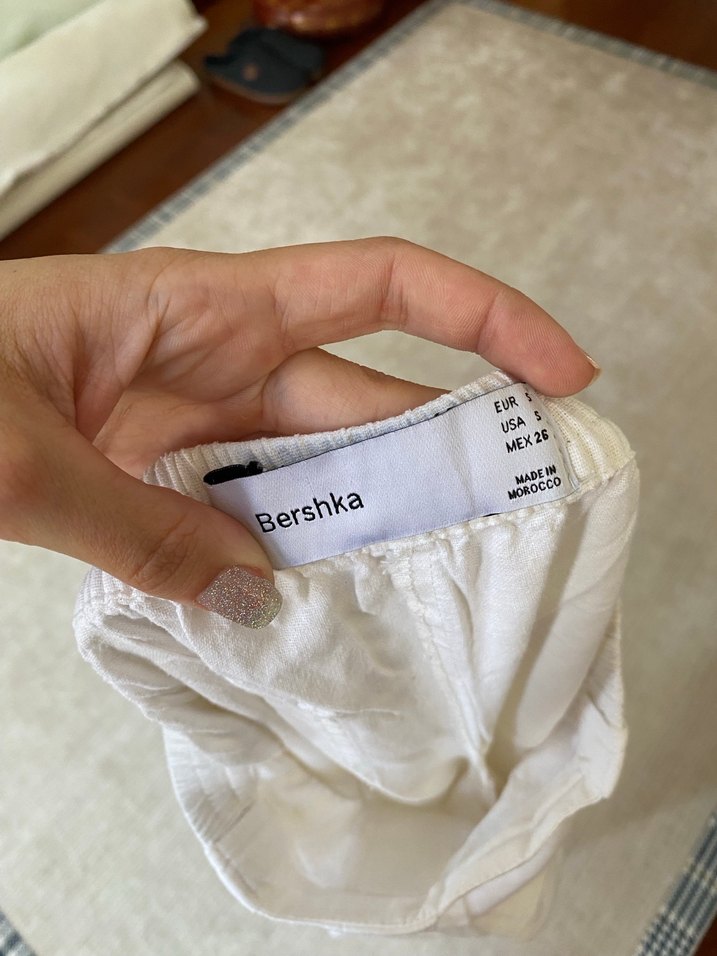 Bershka
EUR S
USA S
MEX 26
MADE IN
MOROCCO